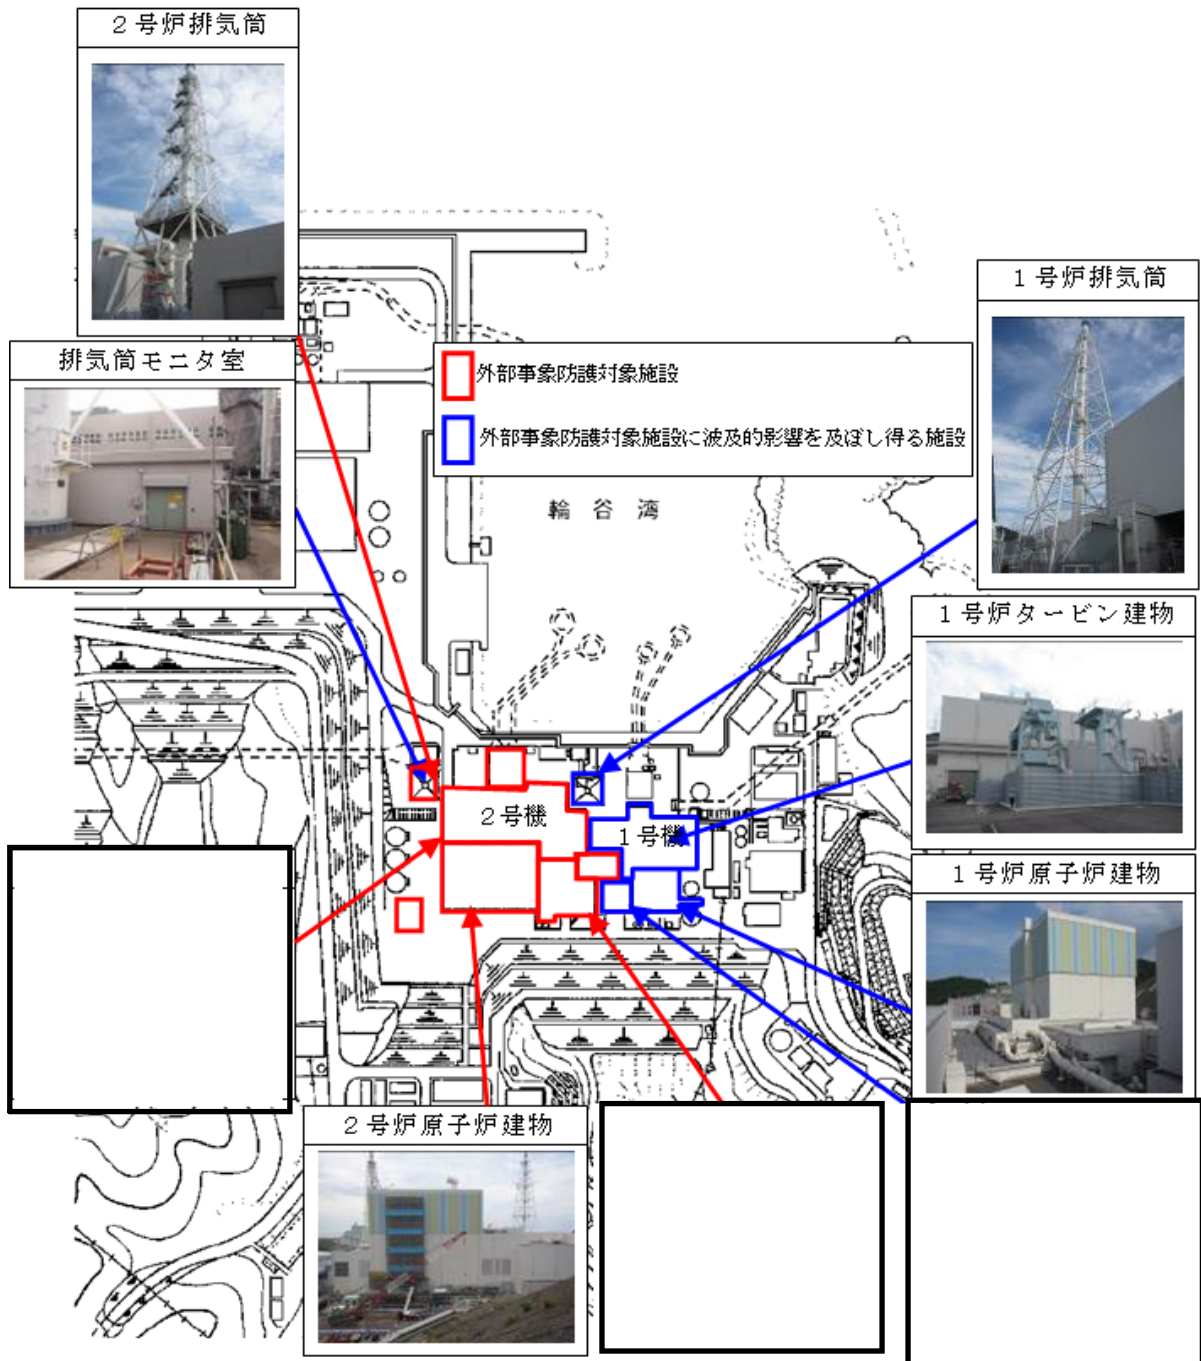 2号炉排気筒
1号炉排気筒
排気筒モニタ室
外部事象防護対象施設
外部事象防護対象施設に波及的影響を及ぼし得る施設
輪谷湾
1号炉タービン建物
2号機
1号機
1号炉原子炉建物
2号炉原子炉建物